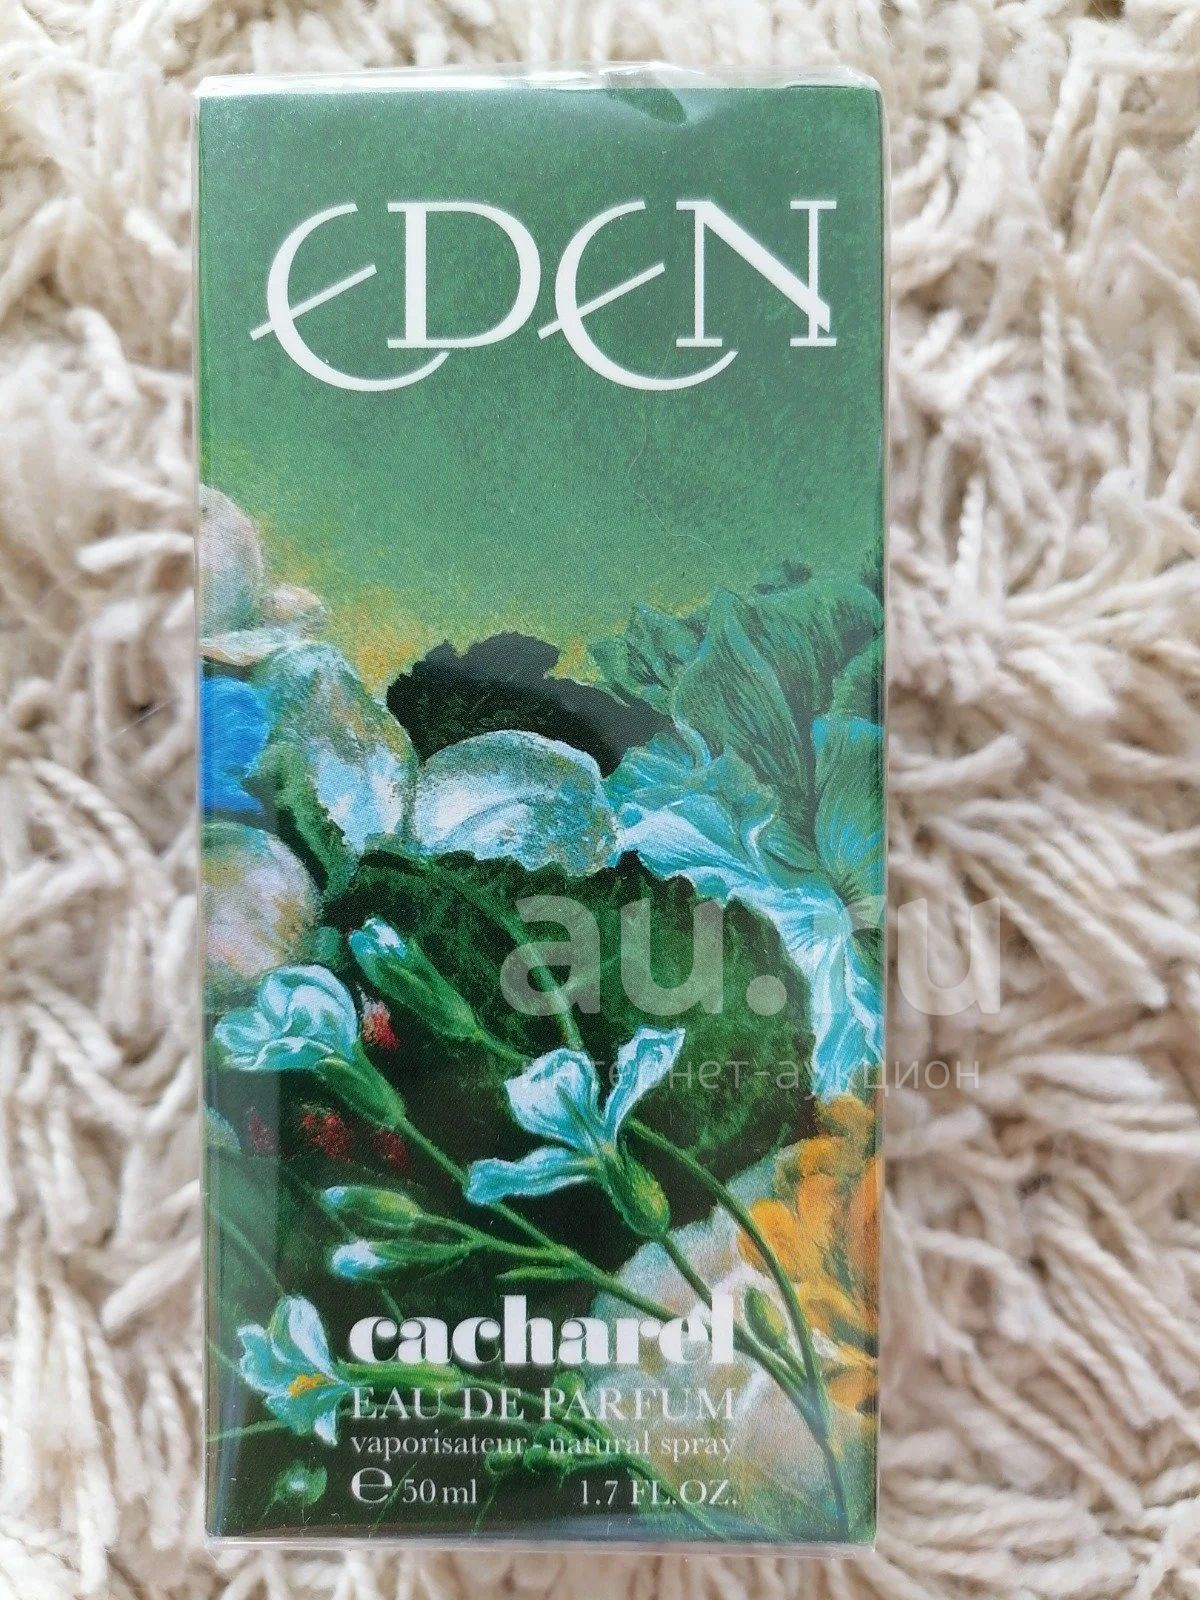 EDEN
au.ru
интернет-аукцион
cacharel
EAU DE PARFUM
vaporisateur - natural spray
℮ 50 ml 1.7 FL.OZ.